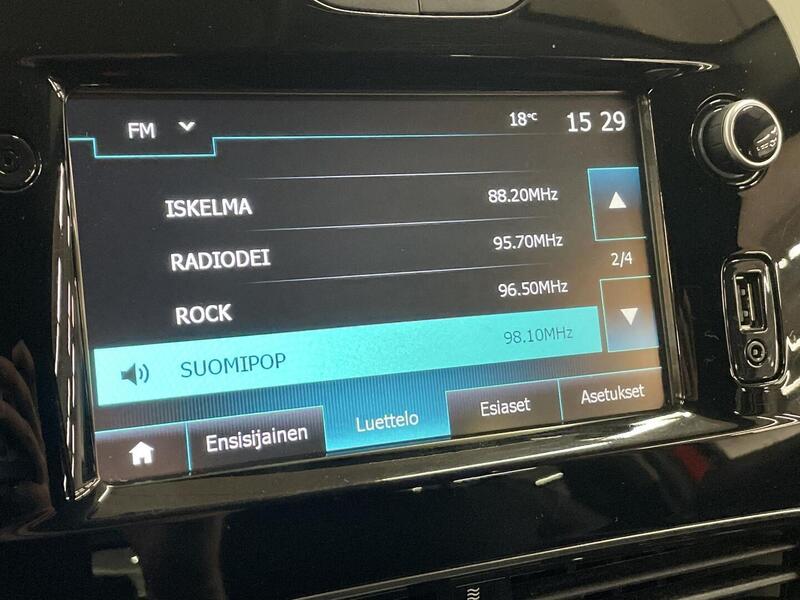 FM 18°C 15 29
ISKELMA 88.20MHz
RADIODEI 95.70MHz
2/4
ROCK 96.50MHz
SUOMIPOP 98.10MHz
Ensisijainen Luettelo Esiaset Asetukset